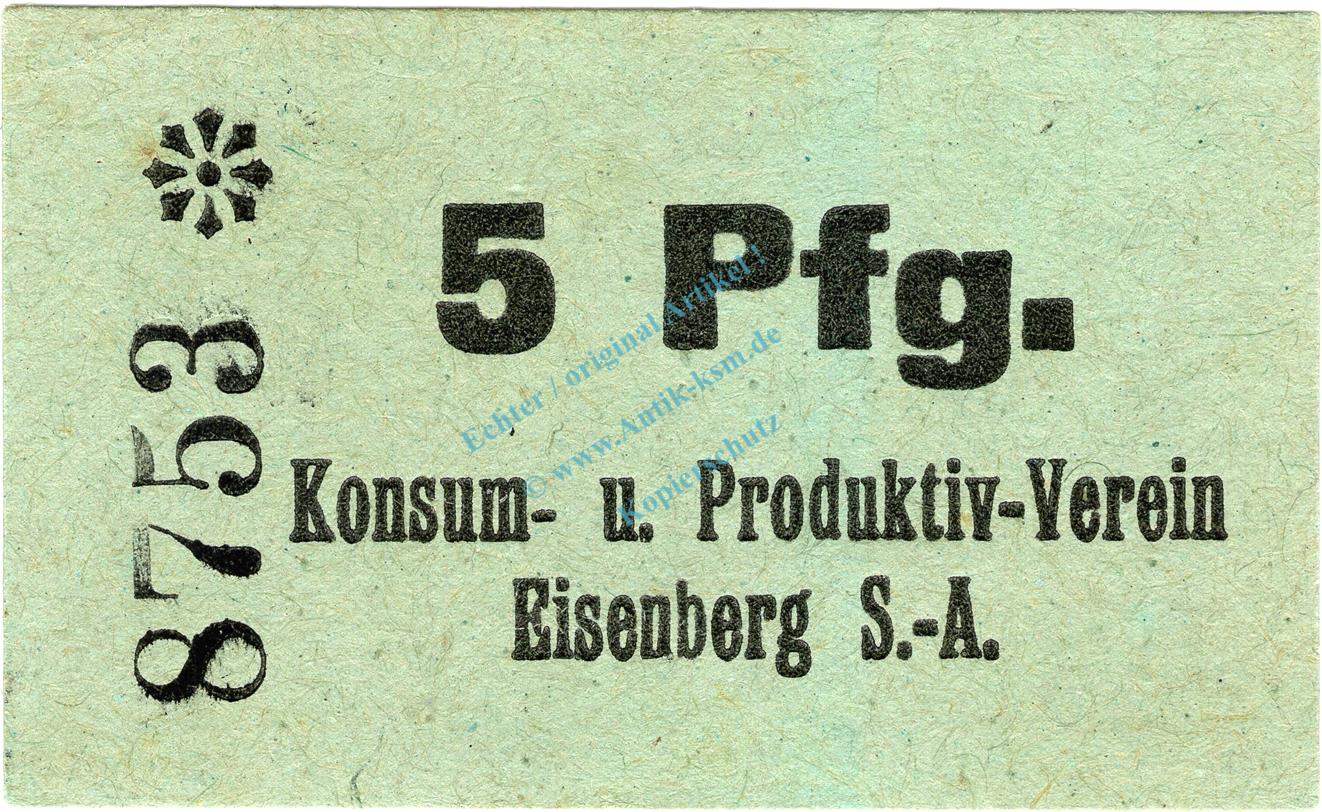 8753
5 Pfg.
Konsum- u. Produktiv-Verein
Eisenberg S.-A.
Echter / original Artikel !
© www.Antik-ksm.de
Kopierschutz